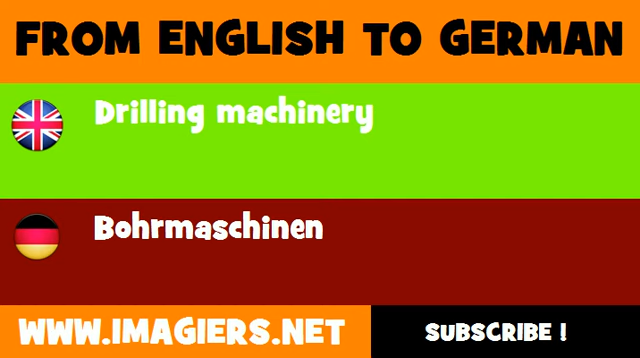 FROM ENGLISH TO GERMAN
Drilling machinery
Bohrmaschinen
WWW.IMAGIERS.NET
SUBSCRIBE !